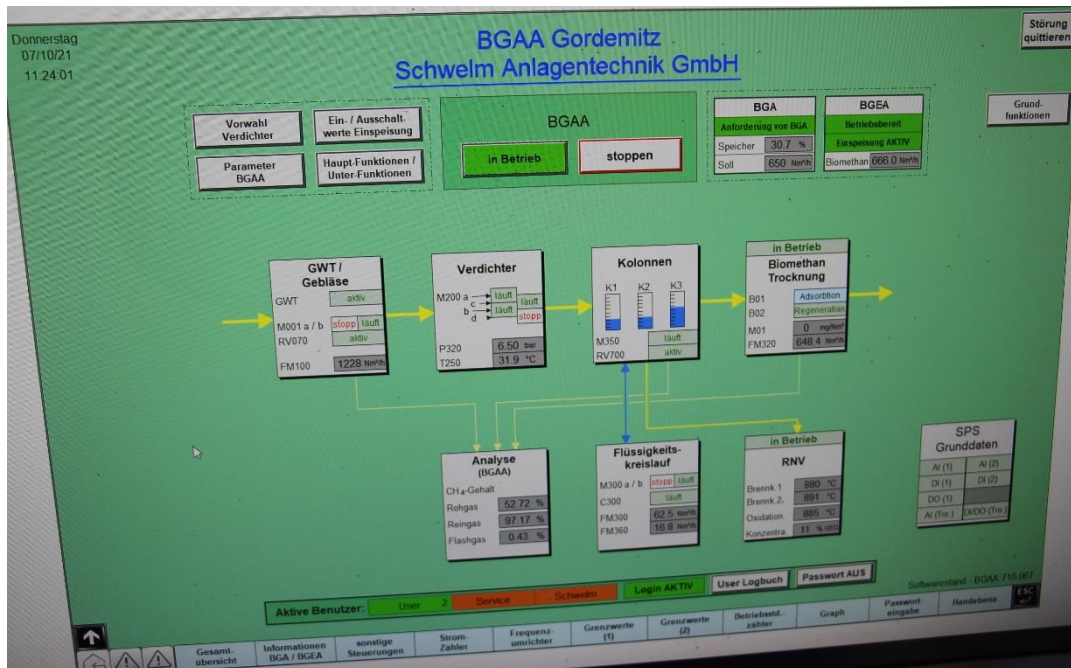 Donnerstag
07/10/21
11:24:01
BGAA Gordemitz
Schwelm Anlagentechnik GmbH
Störung
quittieren
Vorwahl
Verdichter
Ein- / Ausschalt-
werte Einspeisung
Parameter
BGAA
Haupt-Funktionen /
Unter-Funktionen
BGAA
in Betrieb
stoppen
BGA
Anforderung von BGA
Speicher 30.7 %
Soll 650 Nm³/h
BGEA
Betriebsbereit
Einspeisung AKTIV
Biomethan 666.0 Nm³/h
Grund-
funktionen
GWT /
Gebläse
GWT aktiv
M001 a / b stopp läuft
RV070 aktiv
FM100 1228 Nm³/h
Verdichter
M200 a läuft
c läuft
b läuft
d stopp
P320 6.50 bar
T250 31.9 °C
Kolonnen
K1 K2 K3
M350 läuft
RV700 aktiv
in Betrieb
Biomethan
Trocknung
B01 Adsorbtion
B02 Regeneration
M01 0 mg/Nm³
FM320 648.4 Nm³/h
Analyse
(BGAA)
CH4-Gehalt
Rohgas 52.72 %
Reingas 97.17 %
Flashgas 0.43 %
Flüssigkeits-
kreislauf
M300 a / b stopp läuft
C300 läuft
FM300 62.5 Nm³/h
FM360 16.8 Nm³/h
in Betrieb
RNV
Brennk. 1 880 °C
Brennk. 2. 891 °C
Oxidation 885 °C
Konzentra. 11 %
SPS
Grunddaten
AI (1) AI (2)
DI (1) DI (2)
DO (1)
AI (Tro.) DI/DO (Tro.)
Aktive Benutzer: User 2 Service Schwelm Login AKTIV User Logbuch Passwort AUS
Softwarestand - BGAA 710.067
Gesamt-
übersicht
Informationen
BGA / BGEA
sonstige
Steuerungen
Strom-
Zähler
Frequenz-
umrichter
Grenzwerte
(1)
Grenzwerte
(2)
Betriebsstd.-
zähler
Graph
Passwort
eingabe
Handebene
ESC